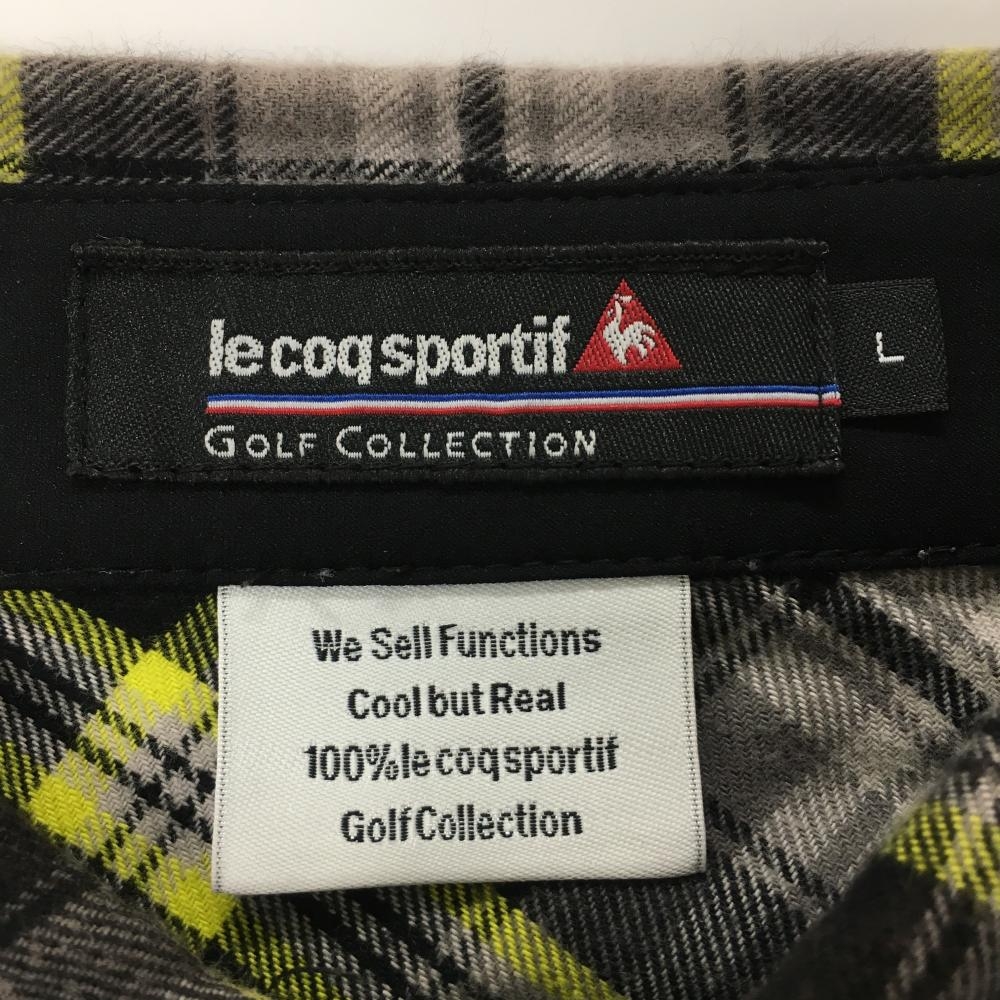 le coq sportif
GOLF COLLECTION
L
We Sell Functions
Cool but Real
100% le coq sportif
Golf Collection